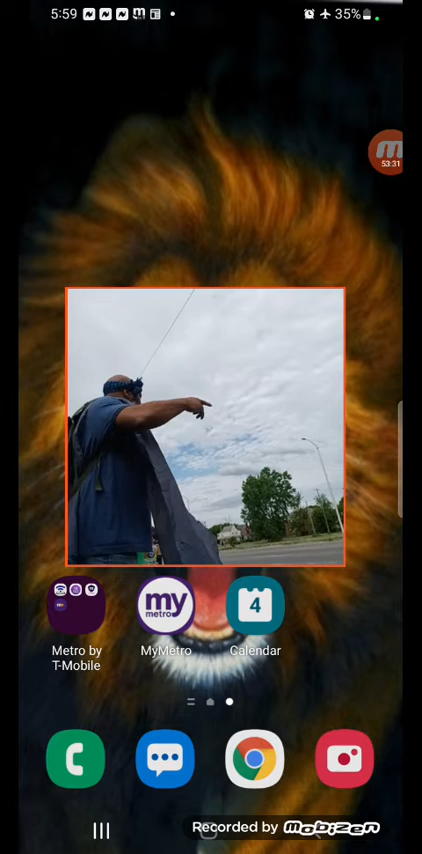 5:59
35%
53:31
my
metro
4
Metro by
T-Mobile
MyMetro
Calendar
Recorded by mobizen